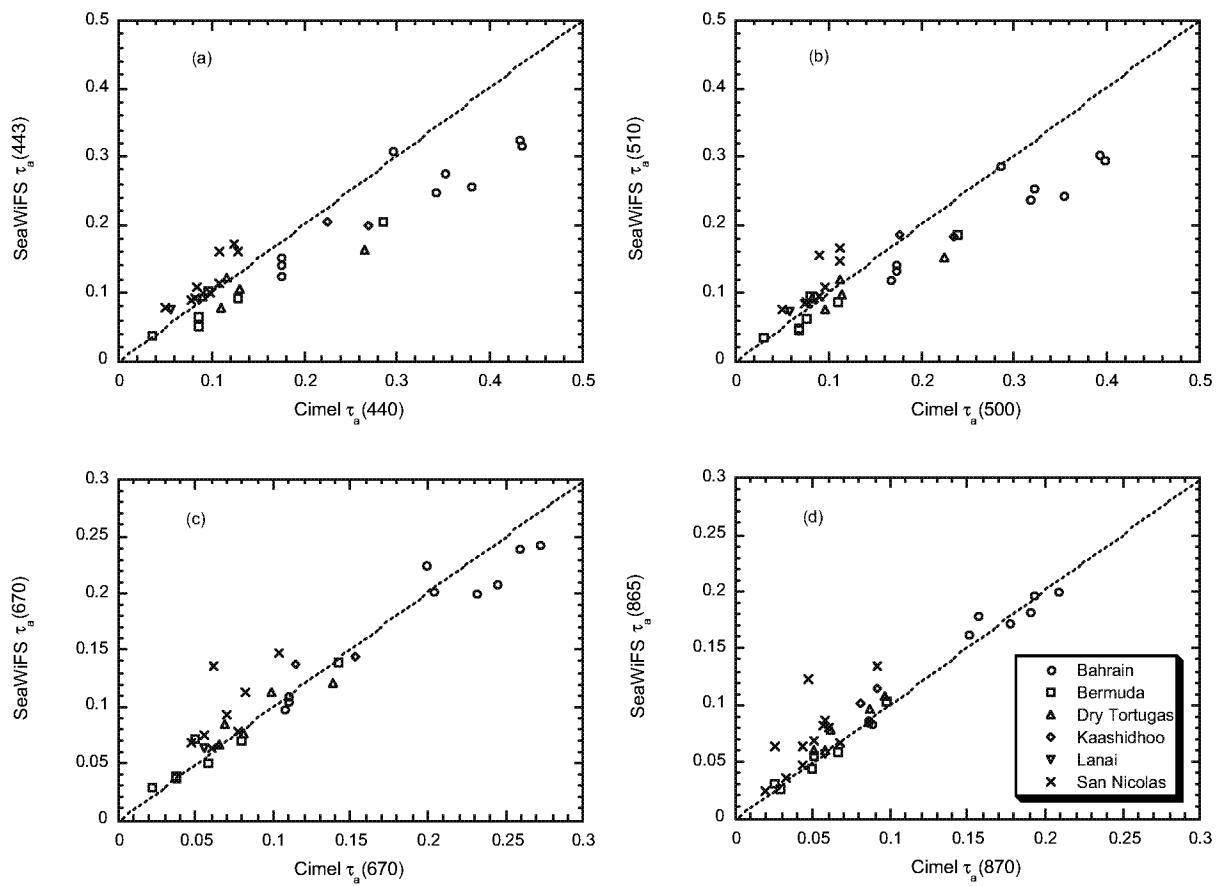 (a)
0.5
0.4
0.3
0.2
0.1
0
SeaWiFS τa(443)
0 0.1 0.2 0.3 0.4 0.5
Cimel τa(440)
(b)
0.5
0.4
0.3
0.2
0.1
0
SeaWiFS τa(510)
0 0.1 0.2 0.3 0.4 0.5
Cimel τa(500)
(c)
0.3
0.25
0.2
0.15
0.1
0.05
0
SeaWiFS τa(670)
0 0.05 0.1 0.15 0.2 0.25 0.3
Cimel τa(670)
(d)
0.3
0.25
0.2
0.15
0.1
0.05
0
SeaWiFS τa(865)
0 0.05 0.1 0.15 0.2 0.25 0.3
Cimel τa(870)
Bahrain
Bermuda
Dry Tortugas
Kaashidhoo
Lanai
San Nicolas